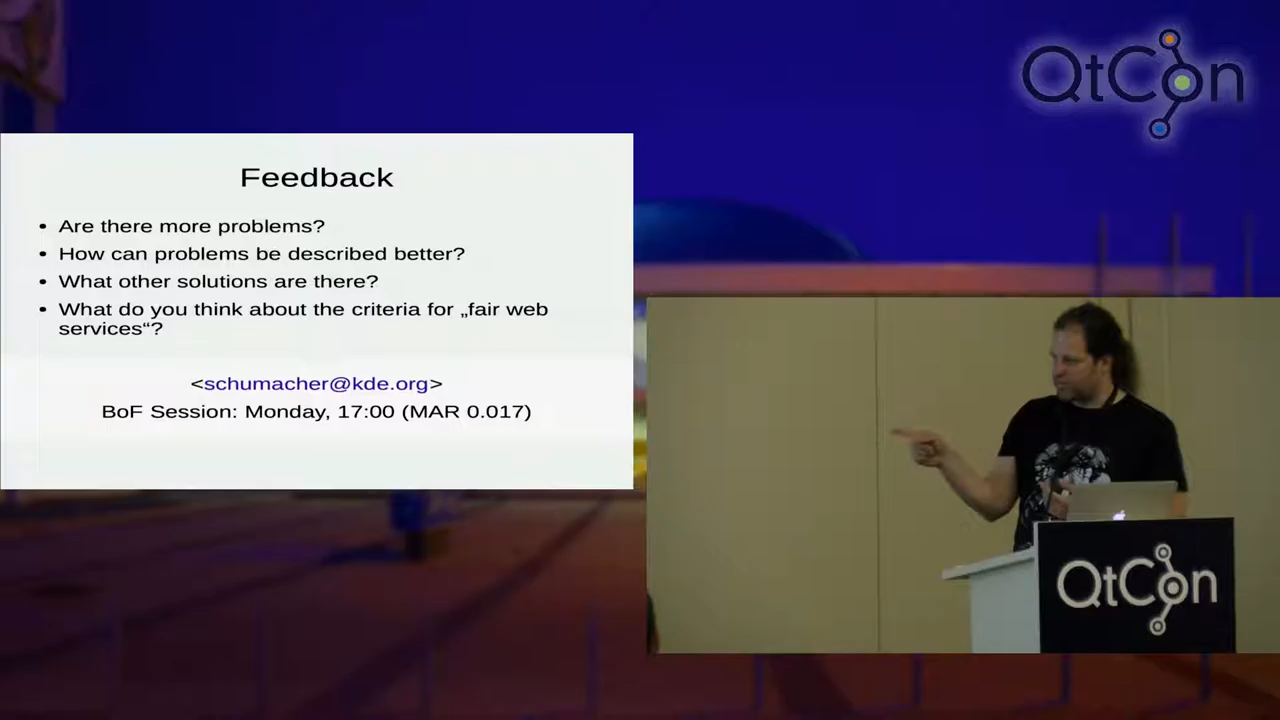 QtCon
Feedback
• Are there more problems?
• How can problems be described better?
• What other solutions are there?
• What do you think about the criteria for „fair web
services“?
<schumacher@kde.org>
BoF Session: Monday, 17:00 (MAR 0.017)
QtCon